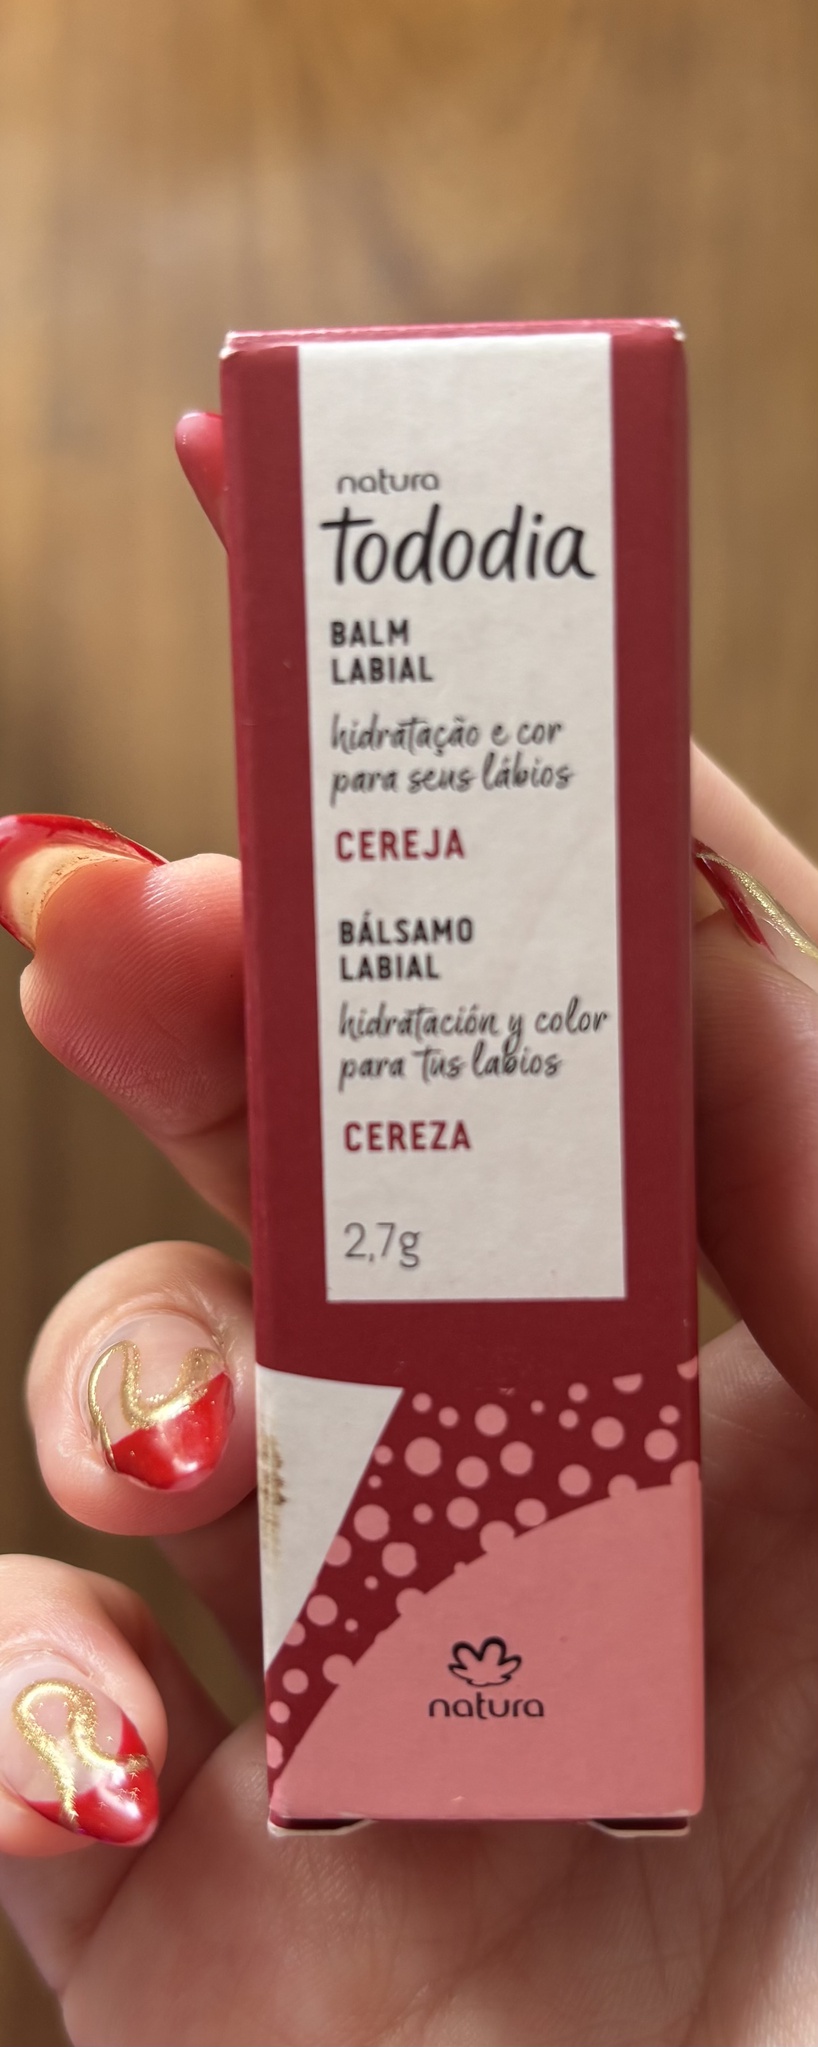 natura
tododia
BALM
LABIAL
hidratação e cor
para seus lábios
CEREJA
BÁLSAMO
LABIAL
hidratación y color
para tus labios
CEREZA
2,7g
natura